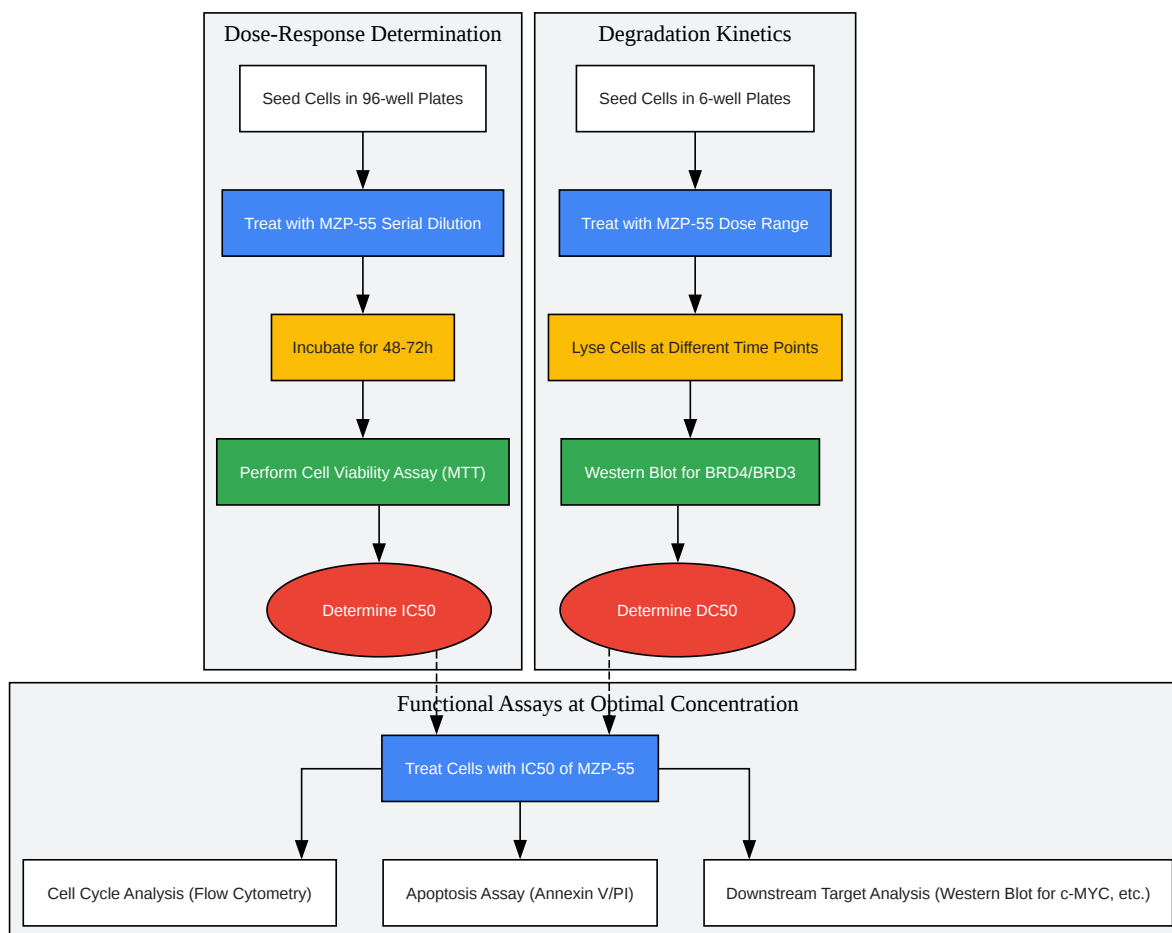 Dose-Response Determination
Seed Cells in 96-well Plates
Treat with MZP-55 Serial Dilution
Incubate for 48-72h
Perform Cell Viability Assay (MTT)
Determine IC50
Degradation Kinetics
Seed Cells in 6-well Plates
Treat with MZP-55 Dose Range
Lyse Cells at Different Time Points
Western Blot for BRD4/BRD3
Determine DC50
Functional Assays at Optimal Concentration
Treat Cells with IC50 of MZP-55
Cell Cycle Analysis (Flow Cytometry)
Apoptosis Assay (Annexin V/PI)
Downstream Target Analysis (Western Blot for c-MYC, etc.)